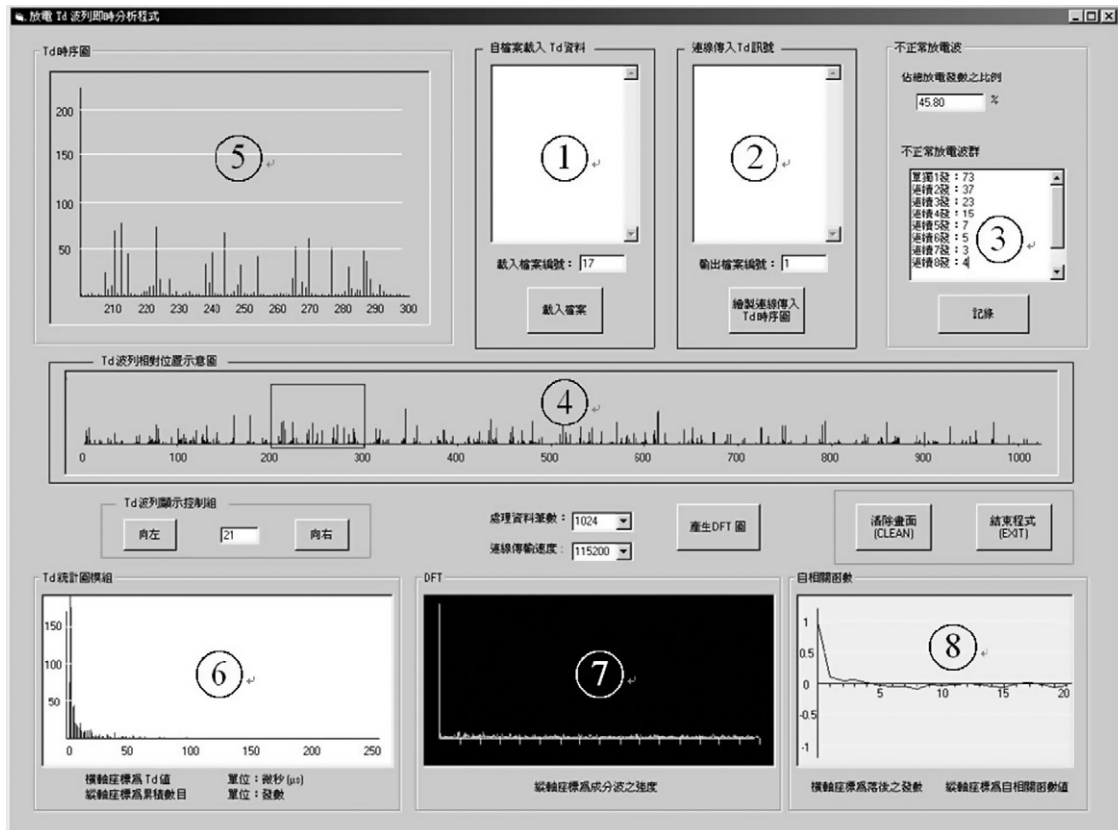 放電 Td 波列即時分析程式
Td時序圖
200
150
100
50
210 220 230 240 250 260 270 280 290 300
⑤
自檔案載入 Td資料
①
載入檔案編號： 17
載入檔案
連線傳入Td訊號
②
輸出檔案編號： 1
繪製連線傳入
Td時序圖
不正常放電波
佔總放電發數之比例
45.80 %
不正常放電波群
單獨1發：73
連續2發：37
連續3發：23
連續4發：15
連續5發：7
連續6發：5
連續7發：3
連續8發：4
③
記錄
Td波列相對位置示意圖
④
0 100 200 300 400 500 600 700 800 900 1000
Td波列顯示控制組
向左 21 向右
處理資料筆數： 1024
連線傳輸速度： 115200
產生DFT 圖
清除畫面
(CLEAN)
結束程式
(EXIT)
Td統計圖模組
150
100
50
0 50 100 150 200 250
⑥
橫軸座標為Td值 單位：微秒(μs)
縱軸座標為累積數目 單位：發數
DFT
⑦
縱軸座標為成分波之強度
自相關函數
1
0.5
0
-0.5
-1
5 10 15 20
⑧
橫軸座標為落後之發數 縱軸座標為自相關函數值